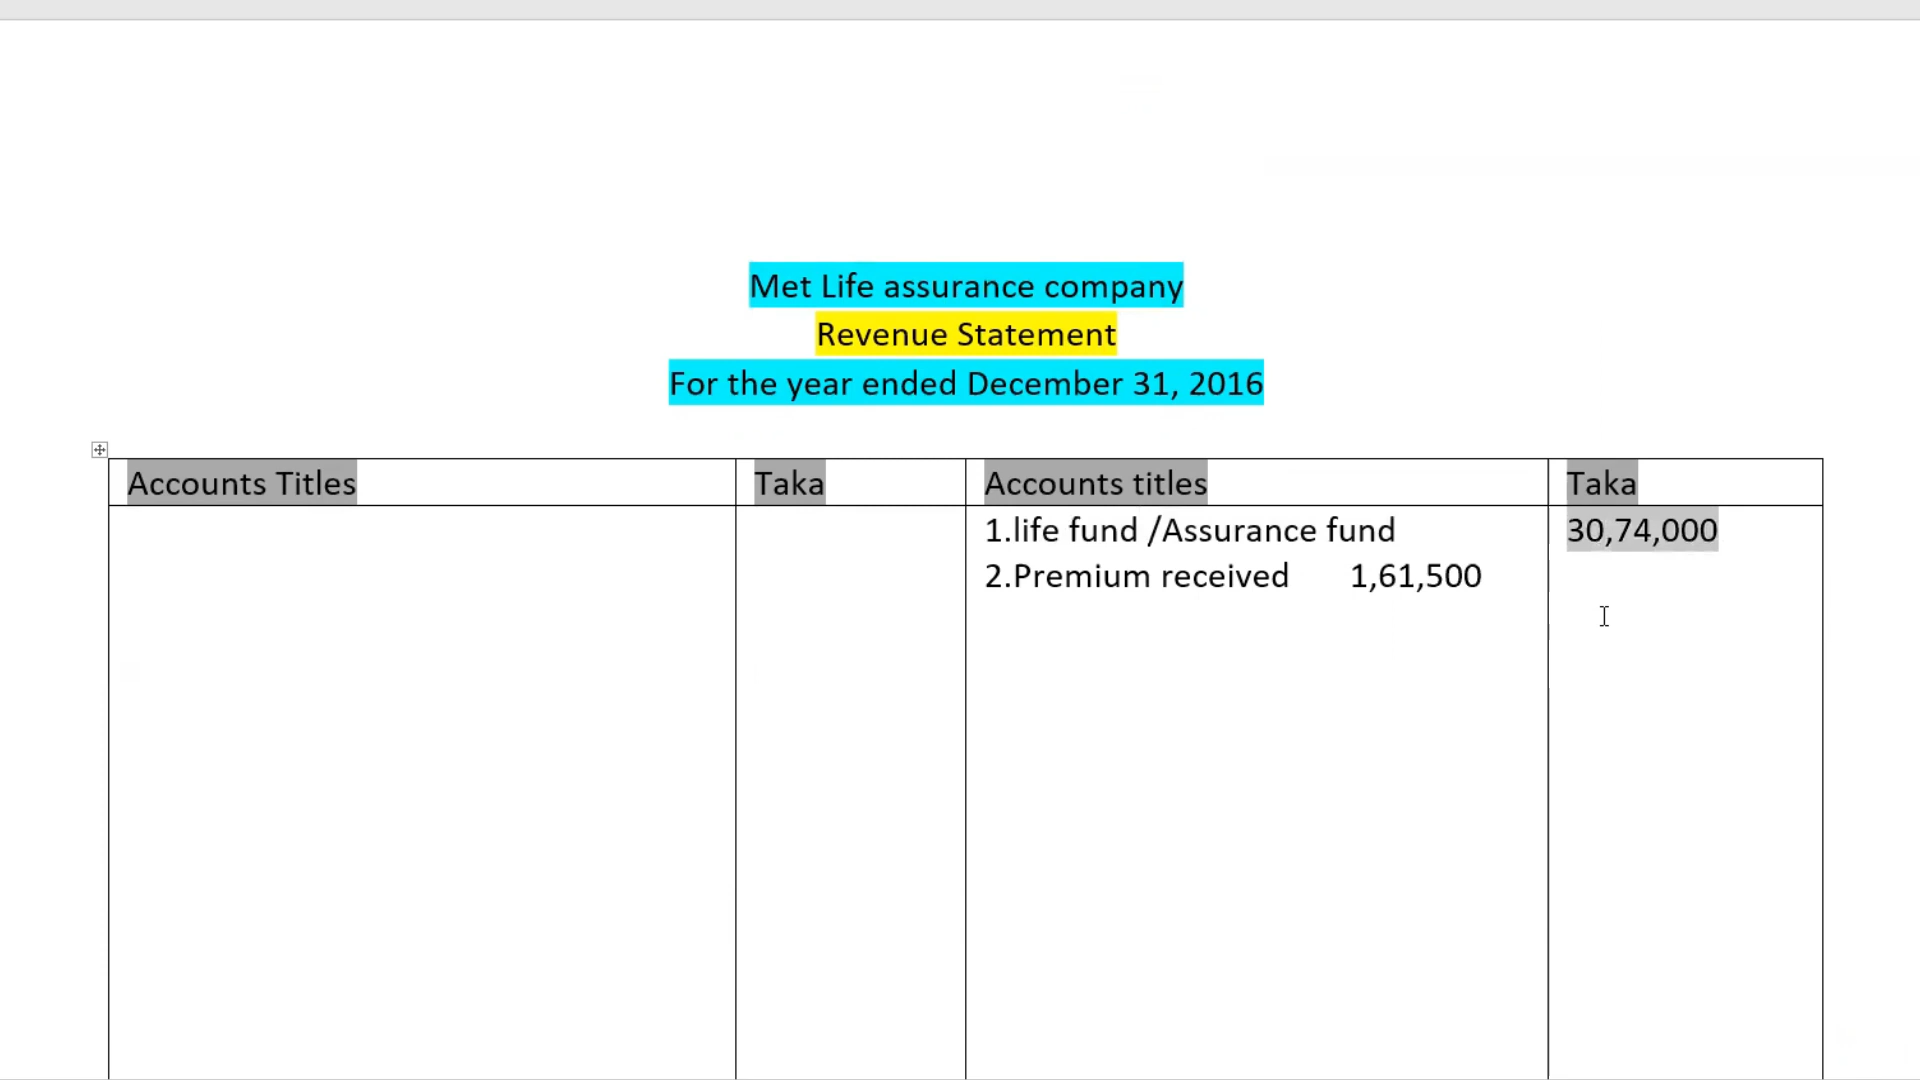 Met Life assurance company
Revenue Statement
For the year ended December 31, 2016
Accounts Titles Taka Accounts titles Taka
1.life fund /Assurance fund 30,74,000
2.Premium received 1,61,500